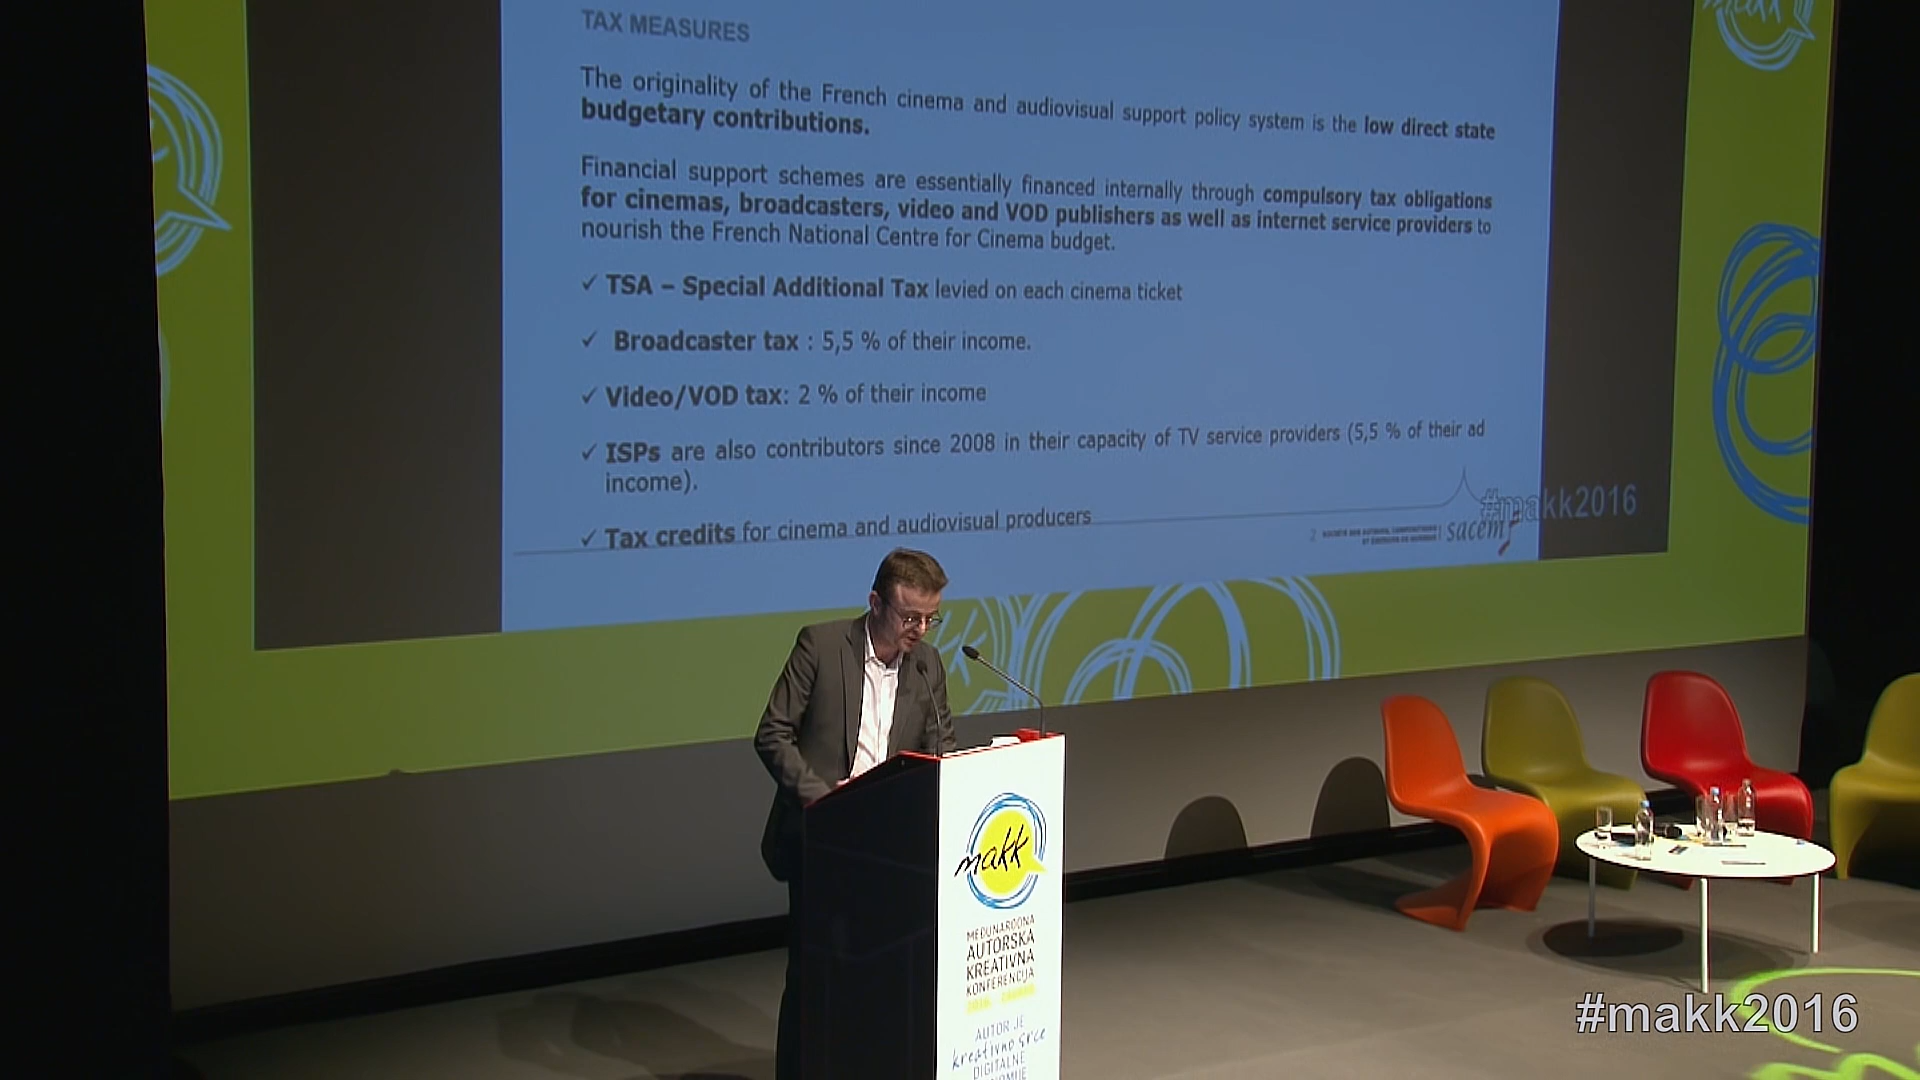 makk
TAX MEASURES
The originality of the French cinema and audiovisual support policy system is the low direct state
budgetary contributions.
Financial support schemes are essentially financed internally through compulsory tax obligations
for cinemas, broadcasters, video and VOD publishers as well as internet service providers to
nourish the French National Centre for Cinema budget.
✓ TSA – Special Additional Tax levied on each cinema ticket
✓ Broadcaster tax : 5,5 % of their income.
✓ Video/VOD tax: 2 % of their income
✓ ISPs are also contributors since 2008 in their capacity of TV service providers (5,5 % of their ad
income).
✓ Tax credits for cinema and audiovisual producers
#makk2016
2
sacem
makk
MEĐUNARODNA
AUTORSKA
KREATIVNA
KONFERENCIJA
AUTOR JE
kreativno srce
DIGITALNE
#makk2016